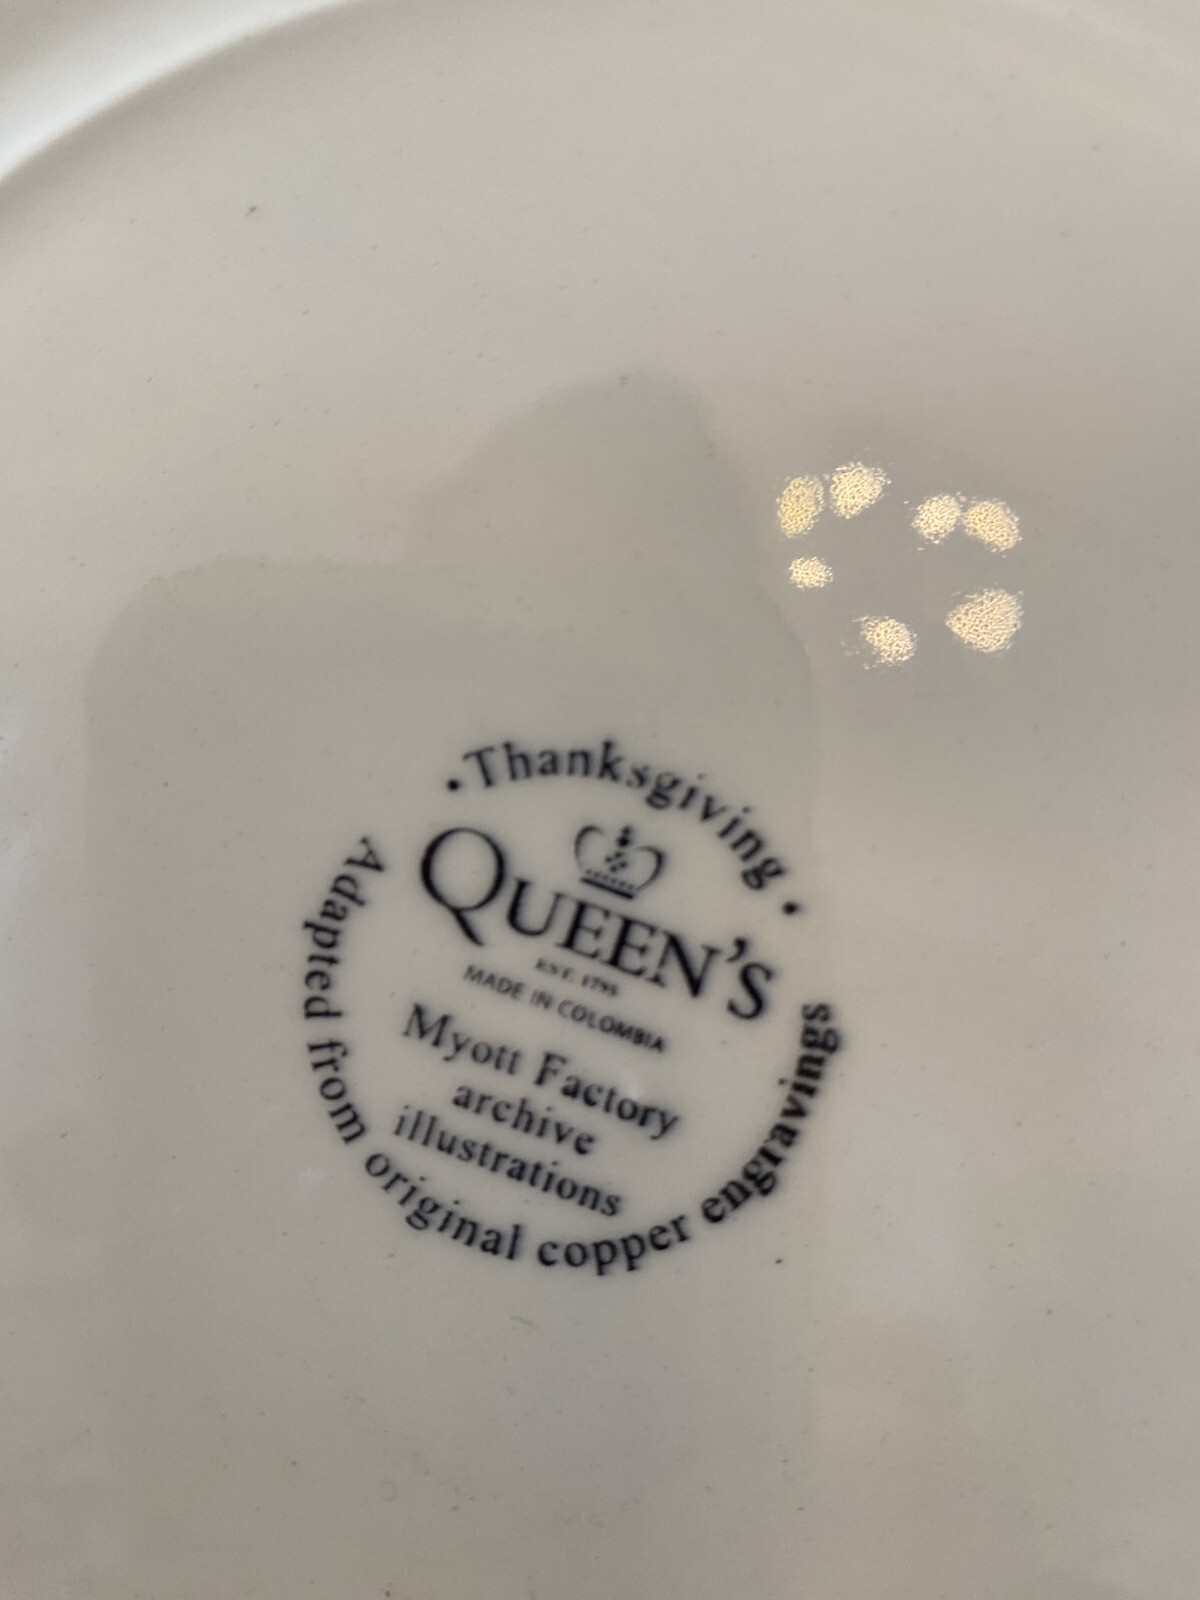 • Thanksgiving •
QUEEN'S
EST. 1795
MADE IN COLOMBIA
Myott Factory
archive
illustrations
Adapted from original copper engravings